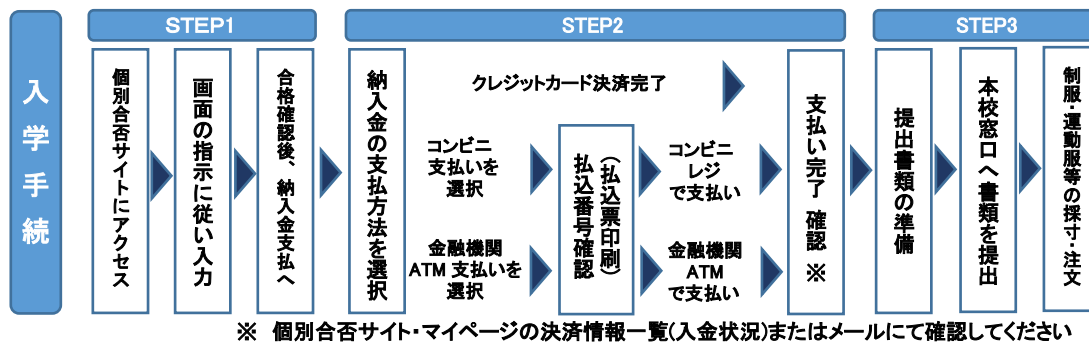 入学手続
STEP1
個別合否サイトにアクセス
画面の指示に従い入力
合格確認後、納入金支払へ
STEP2
納入金の支払方法を選択
クレジットカード決済完了
コンビニ
支払いを
選択
金融機関
ATM 支払いを
選択
払込番号確認
(払込票印刷)
コンビニ
レジ
で支払い
金融機関
ATM
で支払い
支払い完了 確認 ※
STEP3
提出書類の準備
本校窓口へ書類を提出
制服・運動服等の採寸・注文
※ 個別合否サイト・マイページの決済情報一覧(入金状況)またはメールにて確認してください